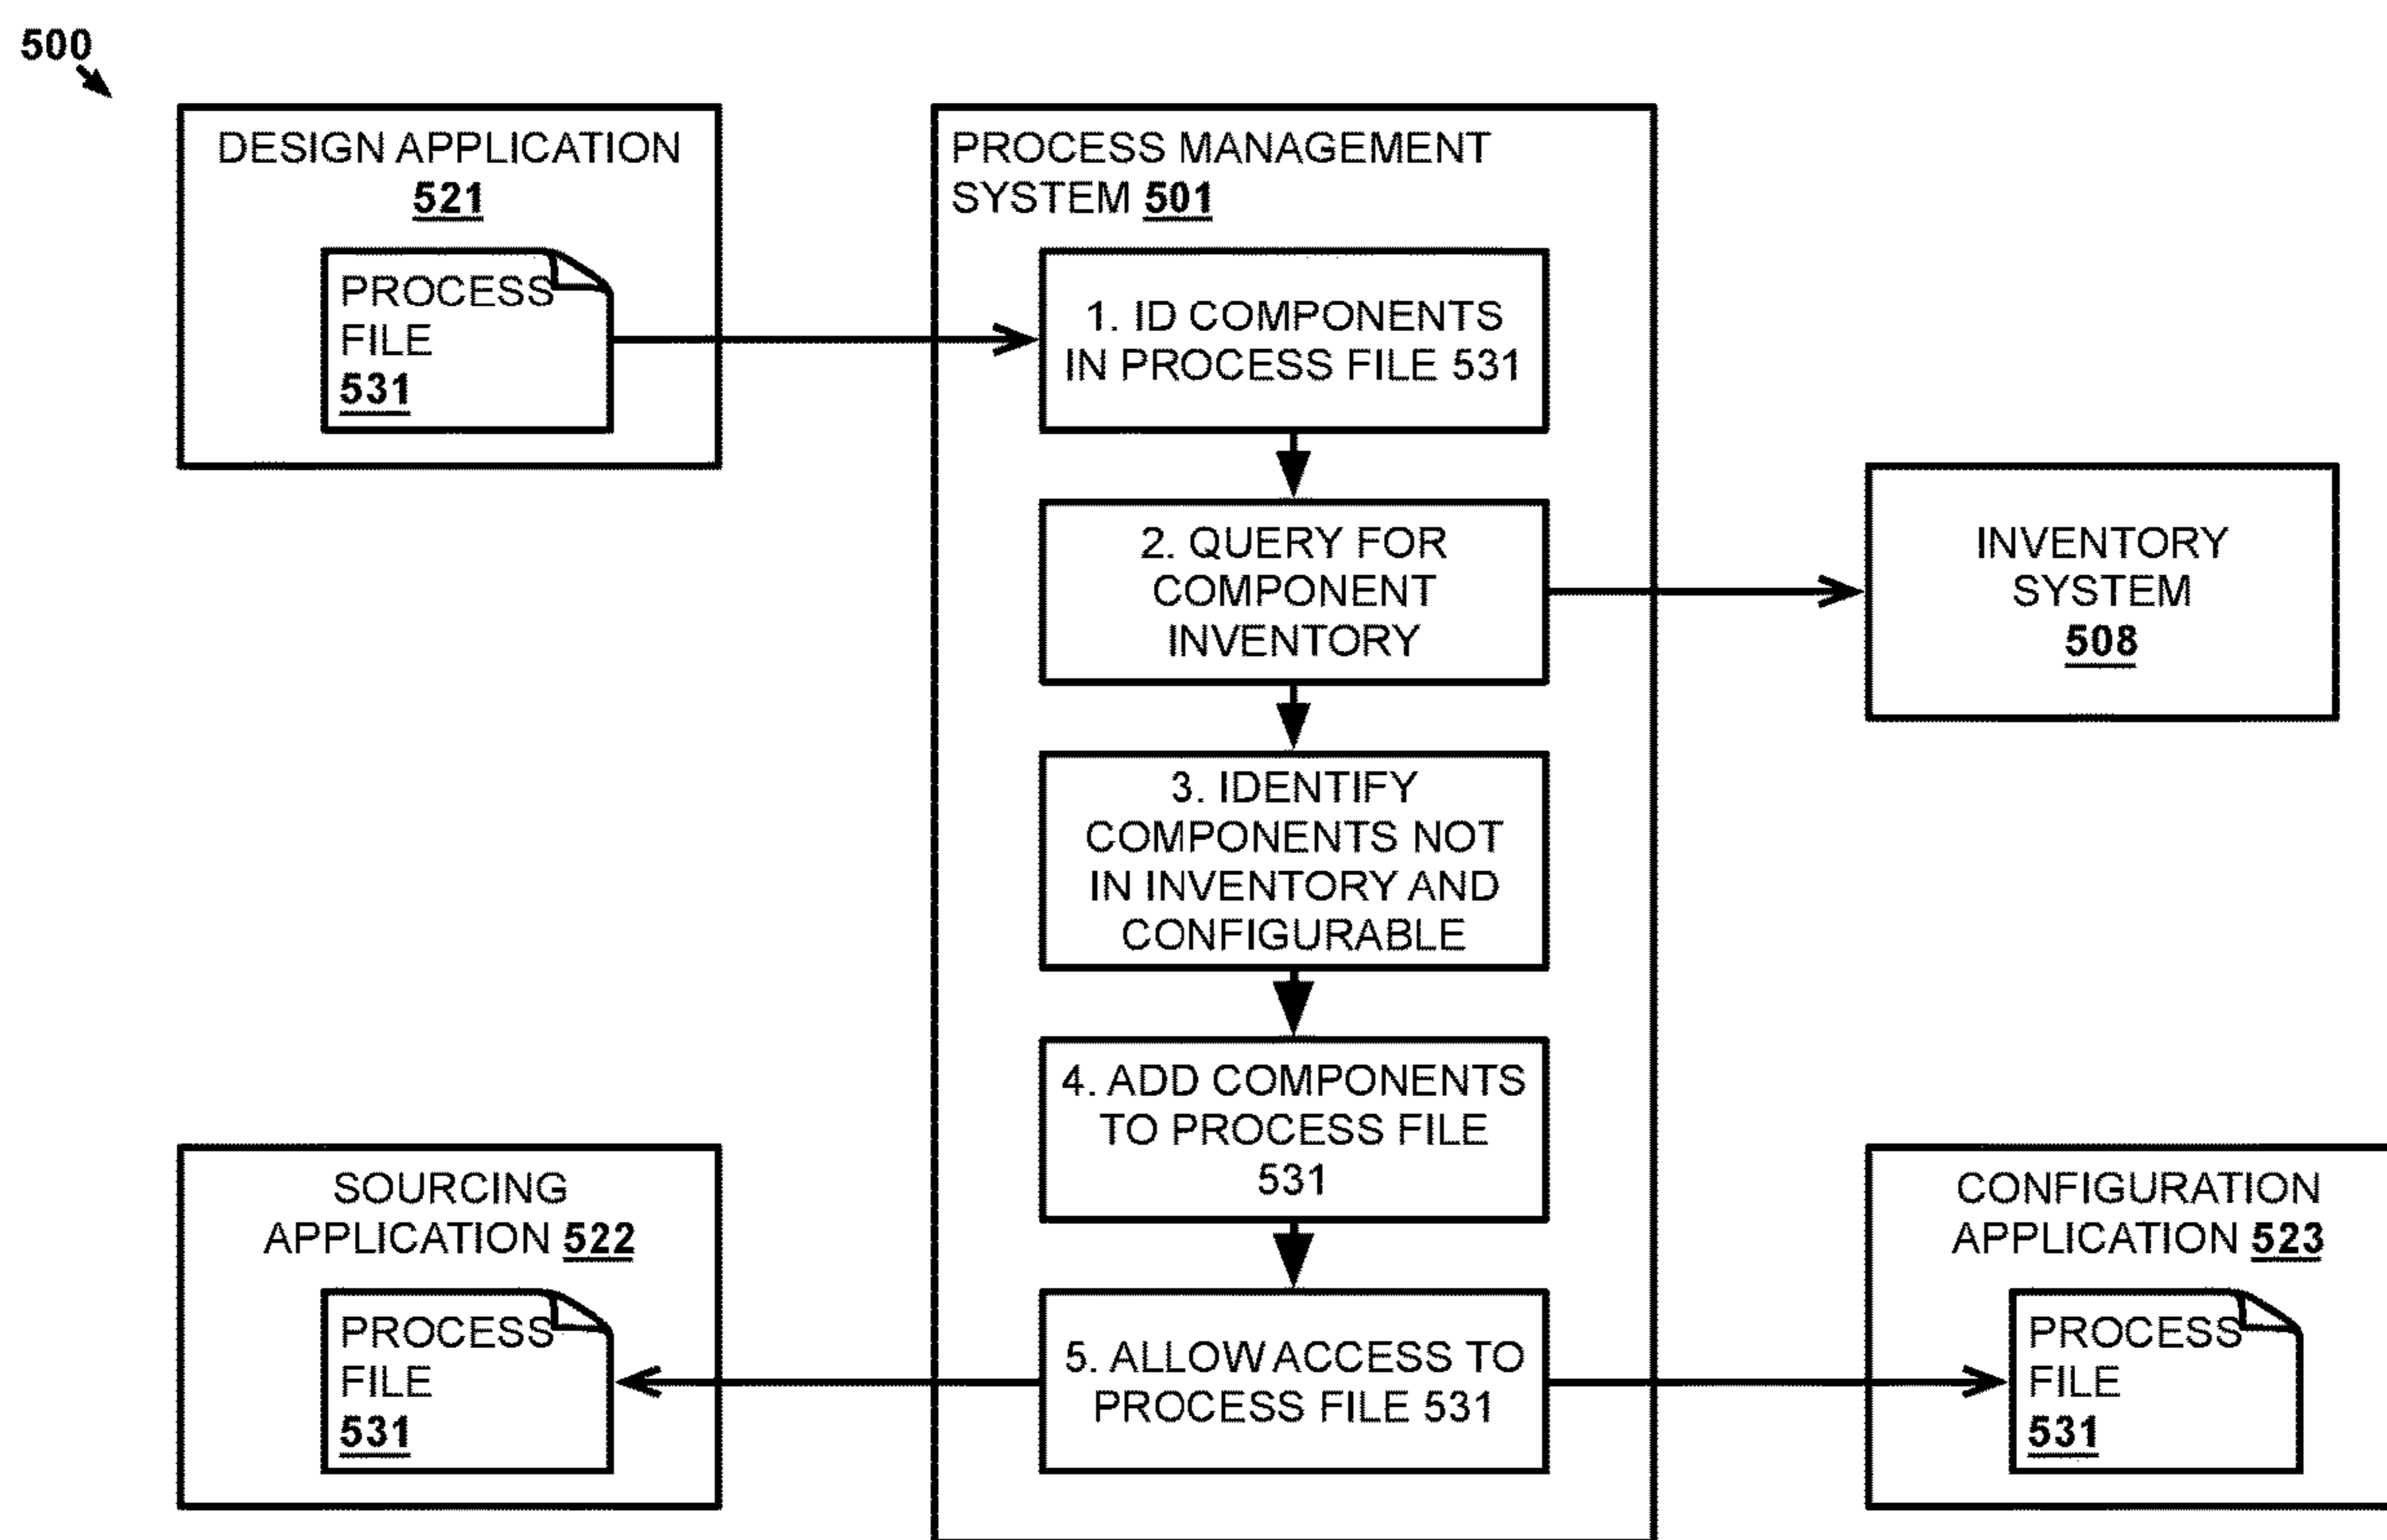 500
DESIGN APPLICATION
521
PROCESS
FILE
531
PROCESS MANAGEMENT
SYSTEM 501
1. ID COMPONENTS
IN PROCESS FILE 531
2. QUERY FOR
COMPONENT
INVENTORY
INVENTORY
SYSTEM
508
3. IDENTIFY
COMPONENTS NOT
IN INVENTORY AND
CONFIGURABLE
4. ADD COMPONENTS
TO PROCESS FILE
531
SOURCING
APPLICATION 522
PROCESS
FILE
531
5. ALLOW ACCESS TO
PROCESS FILE 531
CONFIGURATION
APPLICATION 523
PROCESS
FILE
531